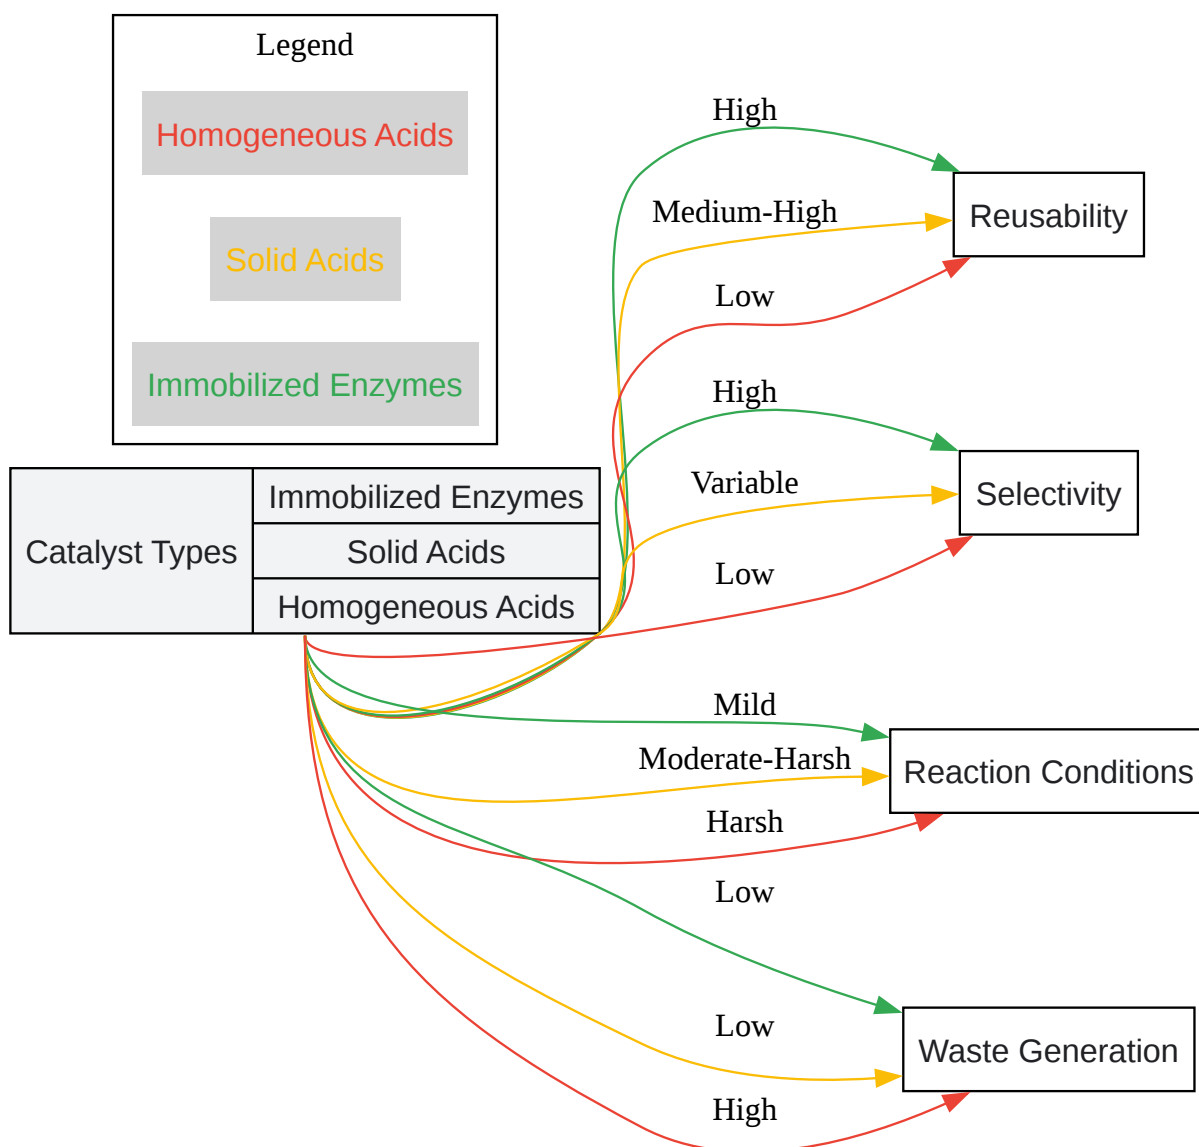 Legend
Homogeneous Acids
Solid Acids
Immobilized Enzymes
Catalyst Types
Immobilized Enzymes
Solid Acids
Homogeneous Acids
High
Medium-High
Low
Reusability
High
Variable
Low
Selectivity
Mild
Moderate-Harsh
Harsh
Reaction Conditions
Low
Low
High
Waste Generation